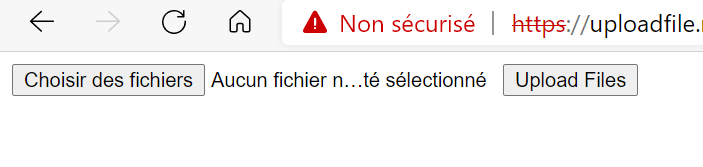 Non sécurisé | https://uploadfile.
Choisir des fichiers Aucun fichier n...té sélectionné Upload Files